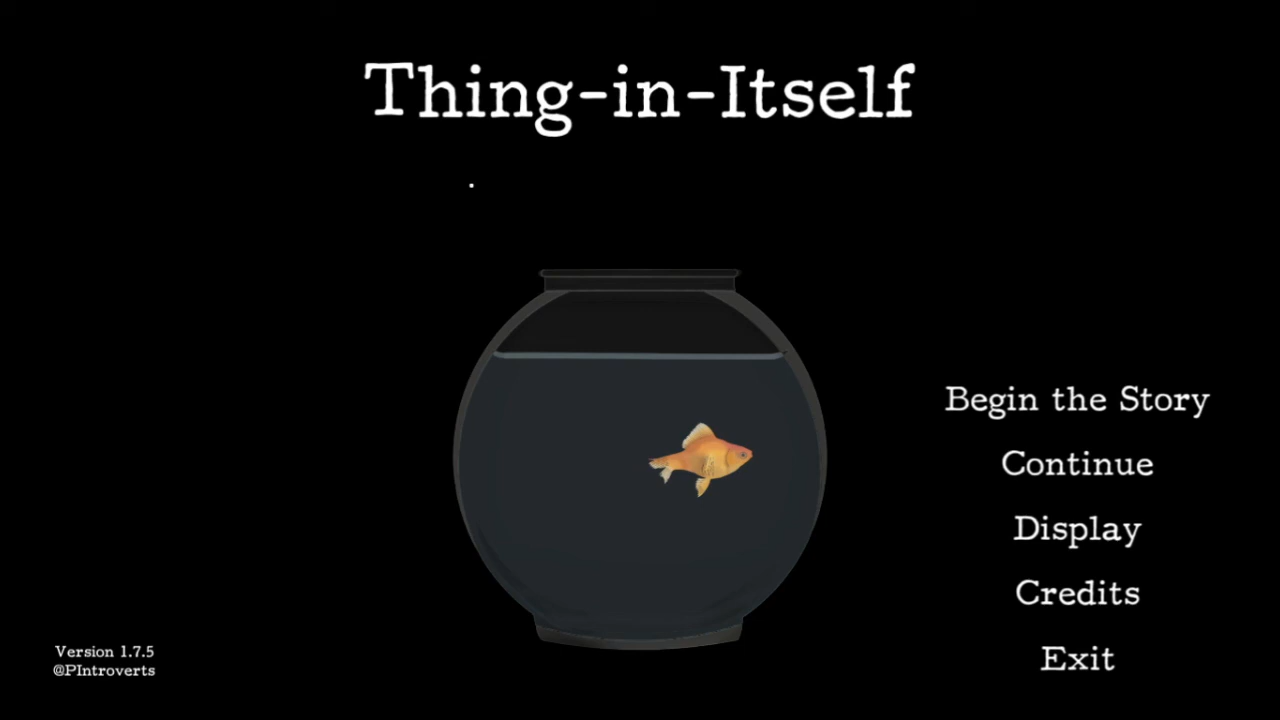 Thing-in-Itself
Begin the Story
Continue
Display
Credits
Exit
Version 1.7.5
@PIntroverts